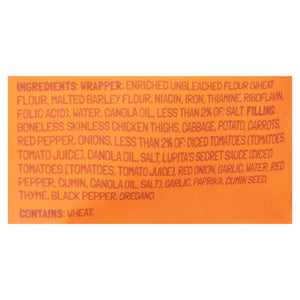 INGREDIENTS: WRAPPER: ENRICHED UNBLEACHED FLOUR (WHEAT
FLOUR, MALTED BARLEY FLOUR, NIACIN, IRON, THIAMINE, RIBOFLAVIN,
FOLIC ACID), WATER, CANOLA OIL, LESS THAN 2% OF: SALT. FILLING:
BONELESS SKINLESS CHICKEN THIGHS, CABBAGE, POTATO, CARROTS,
RED PEPPER, ONIONS, LESS THAN 2% OF: DICED TOMATOES (TOMATOES,
TOMATO JUICE), CANOLA OIL, SALT, LUPITA'S SECRET SAUCE (DICED
TOMATOES [TOMATOES, TOMATO JUICE], RED ONION, GARLIC, WATER, RED
PEPPER, CUMIN, CANOLA OIL, SALT), GARLIC, PAPRIKA, CUMIN SEED,
THYME, BLACK PEPPER, OREGANO.
CONTAINS: WHEAT.